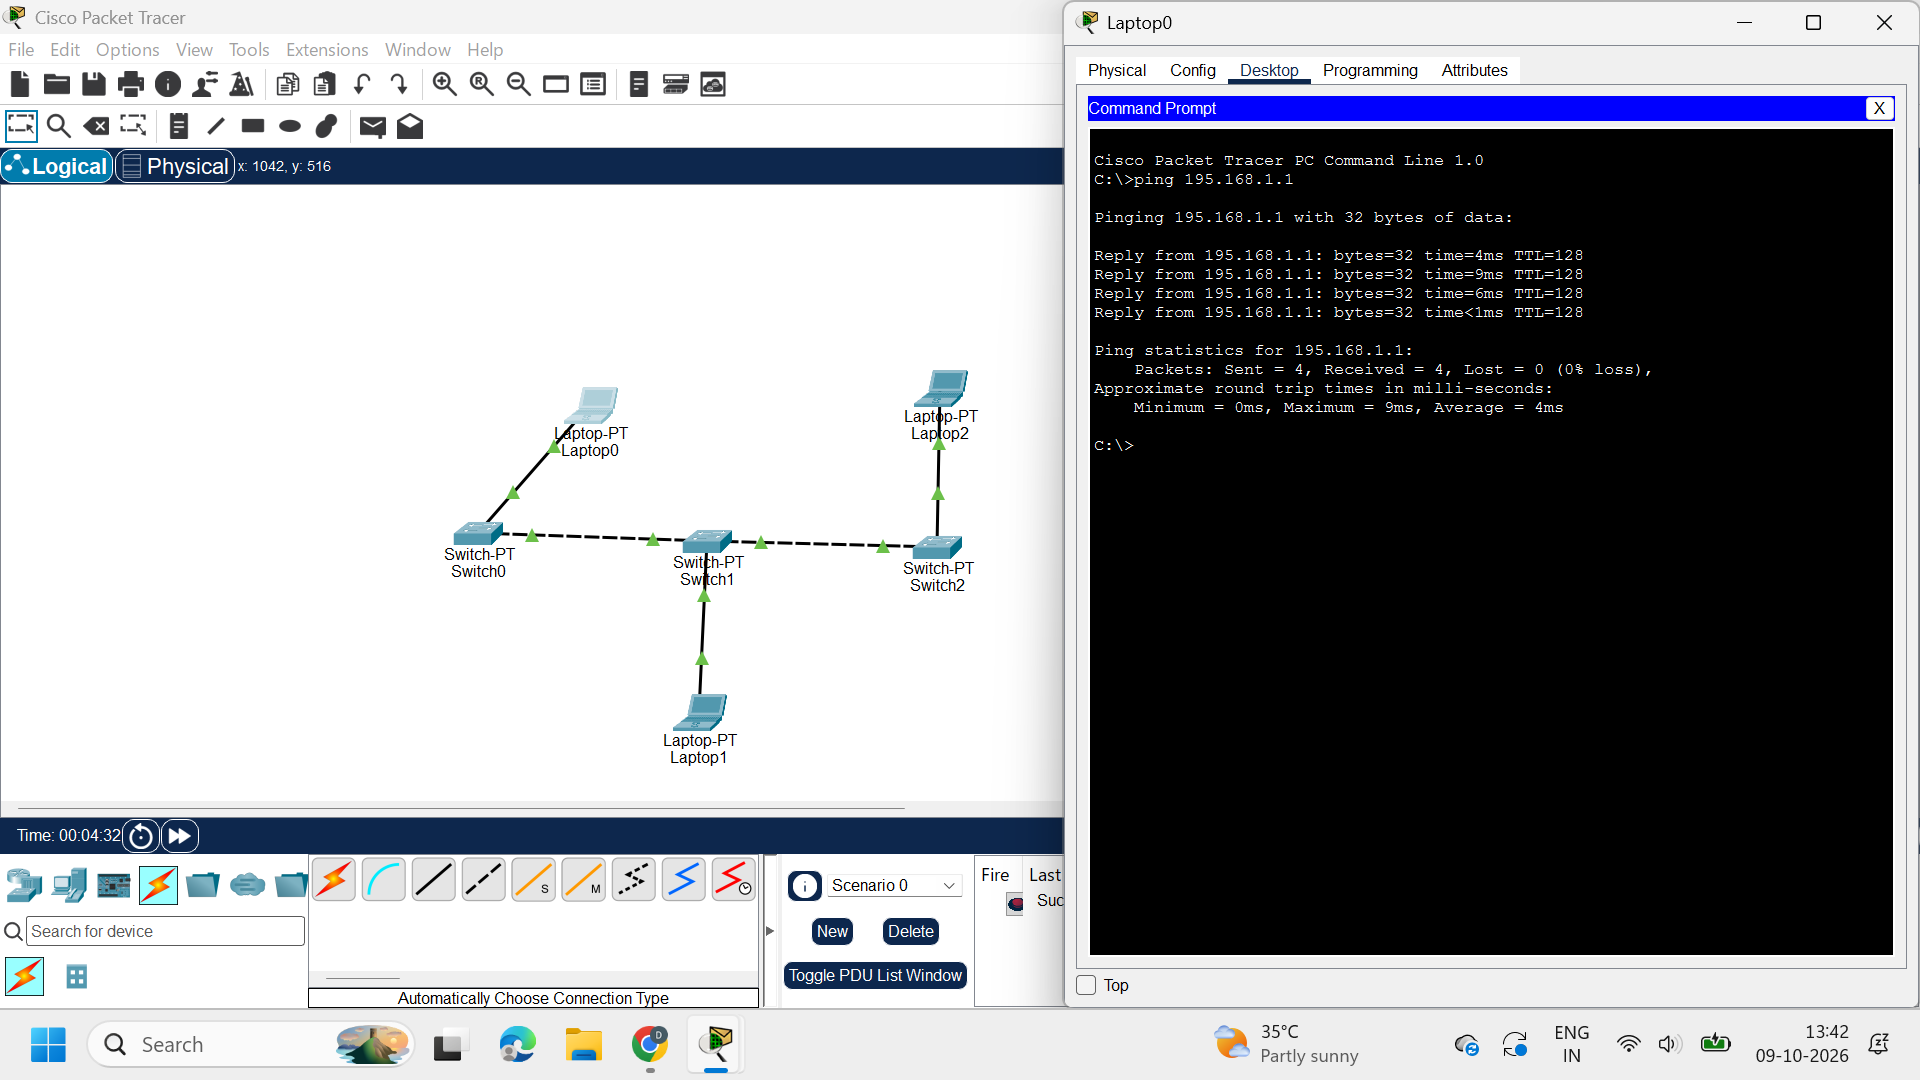 Cisco Packet Tracer
File Edit Options View Tools Extensions Window Help
Logical Physical x: 1042, y: 516
Laptop-PT
Laptop0
Laptop-PT
Laptop2
Switch-PT
Switch0
Switch-PT
Switch1
Switch-PT
Switch2
Laptop-PT
Laptop1
Time: 00:04:32
S
M
Search for device
Automatically Choose Connection Type
Scenario 0
New Delete
Toggle PDU List Window
Fire Last
Suc
Laptop0
Physical Config Desktop Programming Attributes
Command Prompt X
Cisco Packet Tracer PC Command Line 1.0
C:\>ping 195.168.1.1
Pinging 195.168.1.1 with 32 bytes of data:
Reply from 195.168.1.1: bytes=32 time=4ms TTL=128
Reply from 195.168.1.1: bytes=32 time=9ms TTL=128
Reply from 195.168.1.1: bytes=32 time=6ms TTL=128
Reply from 195.168.1.1: bytes=32 time<1ms TTL=128
Ping statistics for 195.168.1.1:
Packets: Sent = 4, Received = 4, Lost = 0 (0% loss),
Approximate round trip times in milli-seconds:
Minimum = 0ms, Maximum = 9ms, Average = 4ms
C:\>
Top
Search
D
35°C
Partly sunny
ENG
IN
13:42
09-10-2026